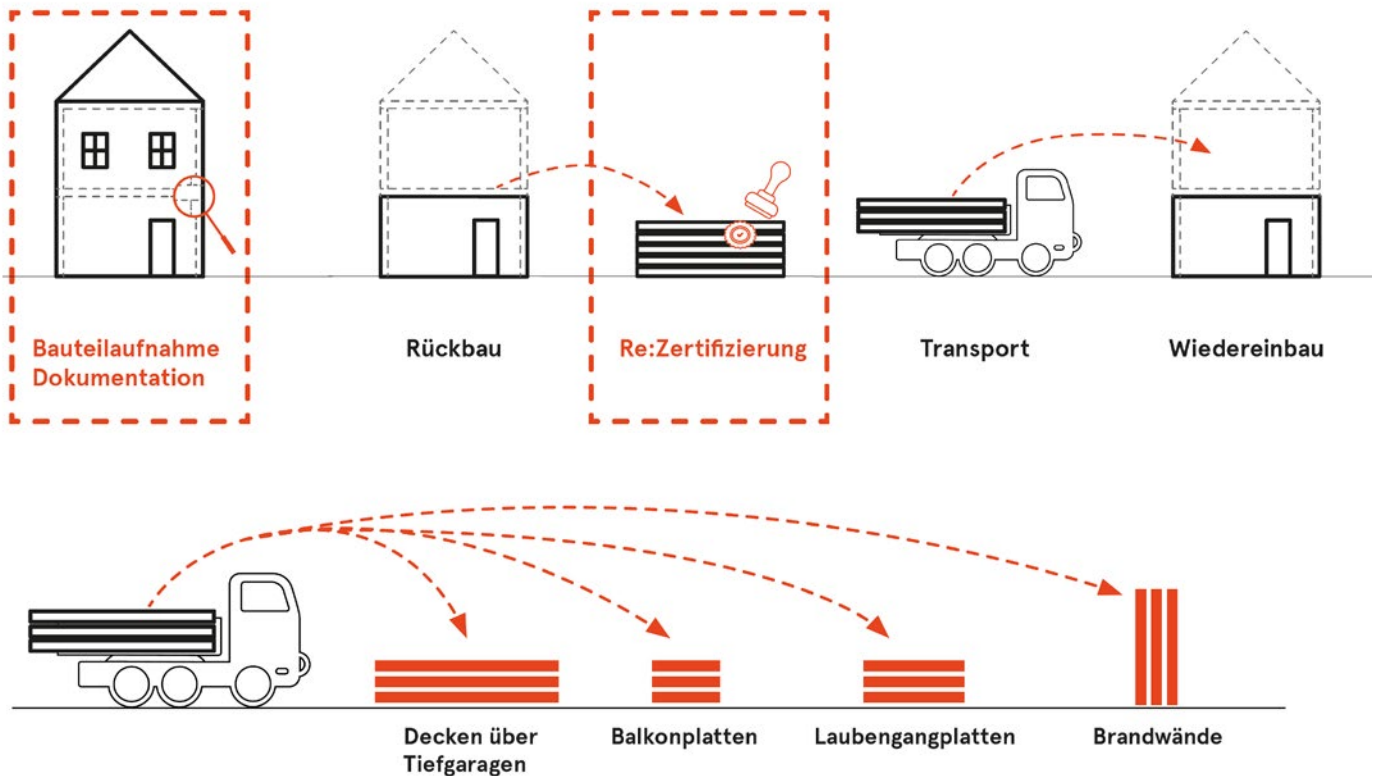 Bauteilaufnahme
Dokumentation
Rückbau
Re:Zertifizierung
Transport
Wiedereinbau
Decken über
Tiefgaragen
Balkonplatten
Laubengangplatten
Brandwände